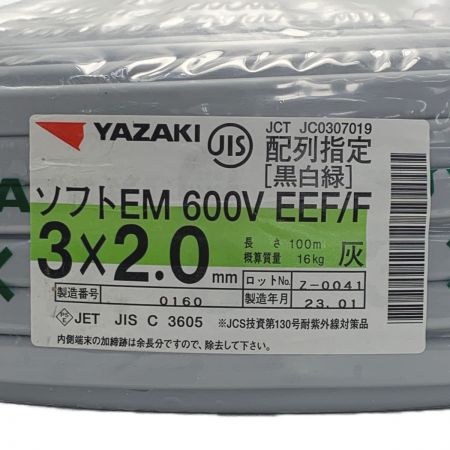 YAZAKI JIS
JCT JC0307019
配列指定
[黒白緑]
ソフトEM 600V EEF/F
3×2.0mm
長さ 100m
概算質量 16kg
灰
ロットNo. Z-0041
製造番号 0160
製造年月 23.01
JET JIS C 3605 ※JCS技資第130号耐紫外線対策品
内側端末の加締跡は余長分ですので、戻して下さい。